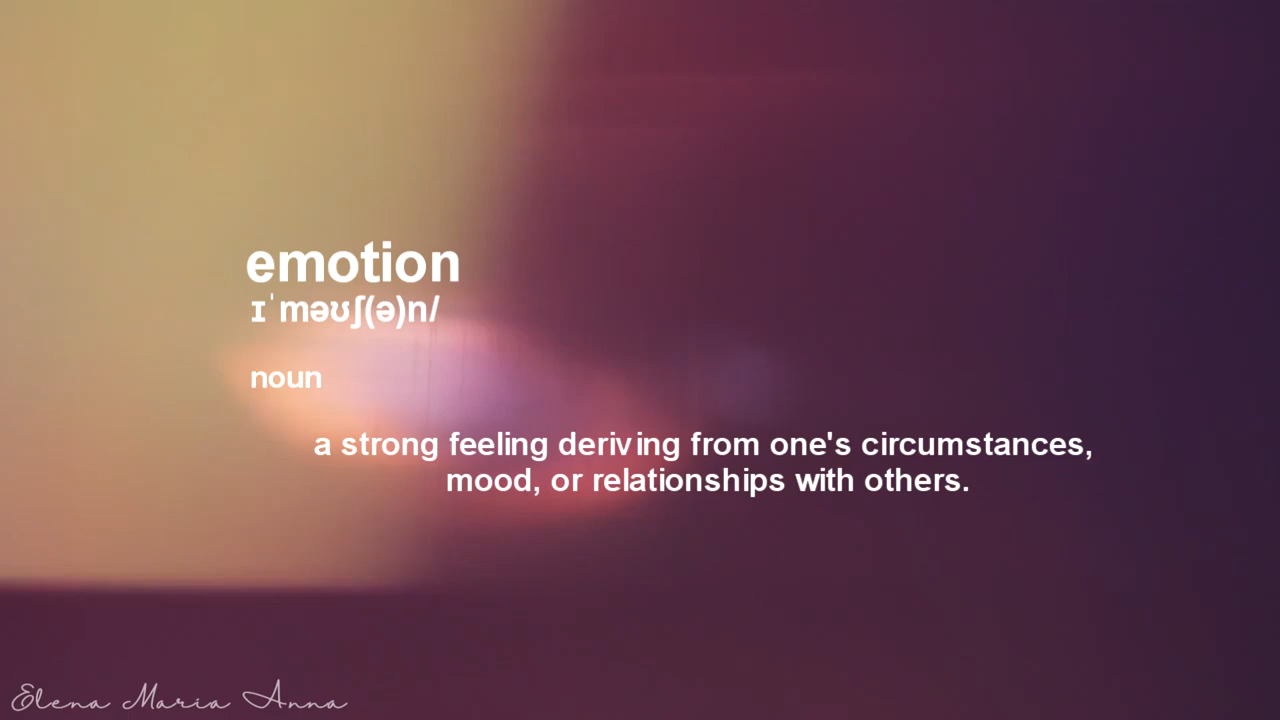 emotion
ɪˈməʊʃ(ə)n/
noun
a strong feeling deriving from one's circumstances,
mood, or relationships with others.
Elena Maria Anna